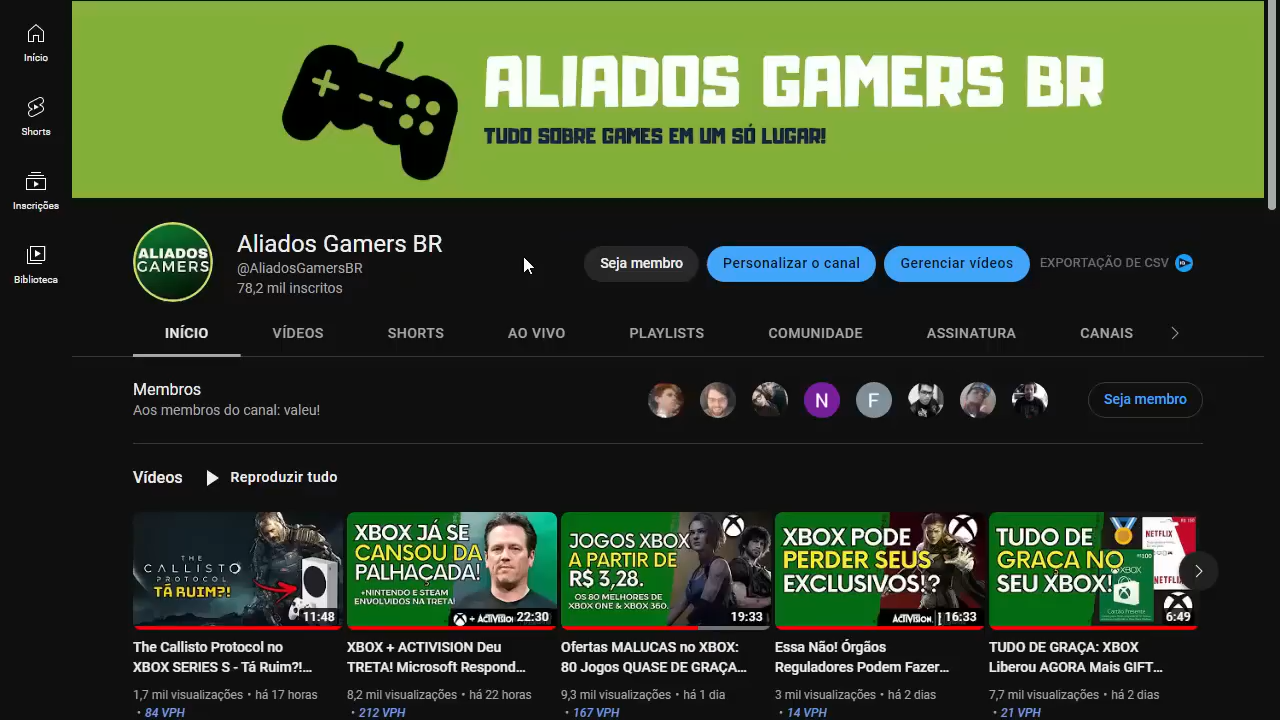 Início
Shorts
Inscrições
Biblioteca
ALIADOS GAMERS BR
TUDO SOBRE GAMES EM UM SÓ LUGAR!
ALIADOS
GAMERS
Aliados Gamers BR
@AliadosGamersBR
78,2 mil inscritos
Seja membro
Personalizar o canal
Gerenciar vídeos
EXPORTAÇÃO DE CSV
INÍCIO
VÍDEOS
SHORTS
AO VIVO
PLAYLISTS
COMUNIDADE
ASSINATURA
CANAIS
Membros
Aos membros do canal: valeu!
N
F
Seja membro
Vídeos
Reproduzir tudo
THE
CALLISTO
PROTOCOL
TÁ RUIM?!
11:48
XBOX JÁ SE
CANSOU DA
PALHAÇADA!
+NINTENDO E STEAM
ENVOLVIDOS NA TRETA!
22:30
JOGOS XBOX
A PARTIR DE
R$ 3,28.
OS 80 MELHORES DE
XBOX ONE & XBOX 360.
19:33
XBOX PODE
PERDER SEUS
EXCLUSIVOS!?
16:33
TUDO DE
GRAÇA NO
SEU XBOX!
NETFLIX
XBOX
Cartão Presente
6:49
The Callisto Protocol no
XBOX SERIES S - Tá Ruim?!...
1,7 mil visualizações • há 17 horas
• 84 VPH
XBOX + ACTIVISION Deu
TRETA! Microsoft Respond...
8,2 mil visualizações • há 22 horas
• 212 VPH
Ofertas MALUCAS no XBOX:
80 Jogos QUASE DE GRAÇA...
9,3 mil visualizações • há 1 dia
• 167 VPH
Essa Não! Órgãos
Reguladores Podem Fazer...
3 mil visualizações • há 2 dias
• 14 VPH
TUDO DE GRAÇA: XBOX
Liberou AGORA Mais GIFT...
7,7 mil visualizações • há 2 dias
• 21 VPH